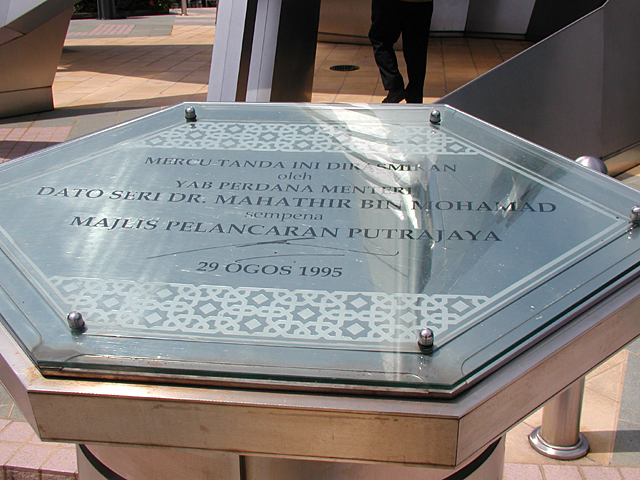 MERCU TANDA INI DIRASMIKAN
oleh
YAB PERDANA MENTERI
DATO SERI DR. MAHATHIR BIN MOHAMAD
sempena
MAJLIS PELANCARAN PUTRAJAYA
29 OGOS 1995